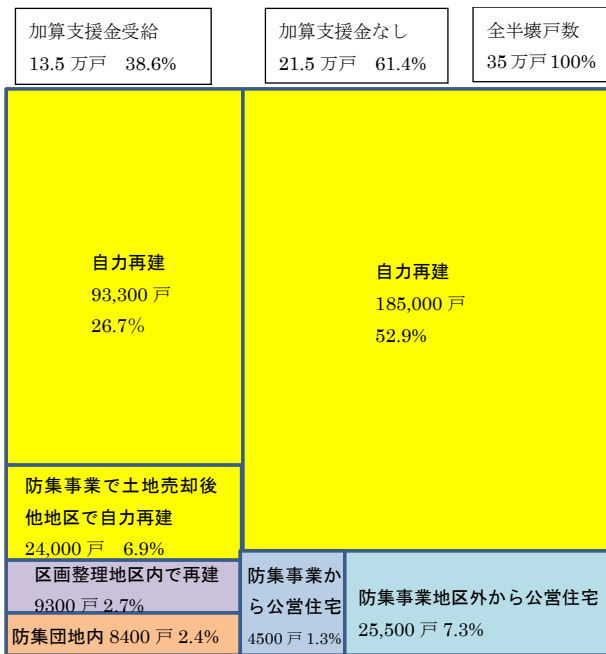 加算支援金受給
13.5 万戸　38.6%
加算支援金なし
21.5 万戸　61.4%
全半壊戸数
35 万戸 100%
自力再建
93,300 戸
26.7%
自力再建
185,000 戸
52.9%
防集事業で土地売却後
他地区で自力再建
24,000 戸　6.9%
区画整理地区内で再建
9300 戸 2.7%
防集団地内 8400 戸 2.4%
防集事業か
ら公営住宅
4500 戸 1.3%
防集事業地区外から公営住宅
25,500 戸 7.3%